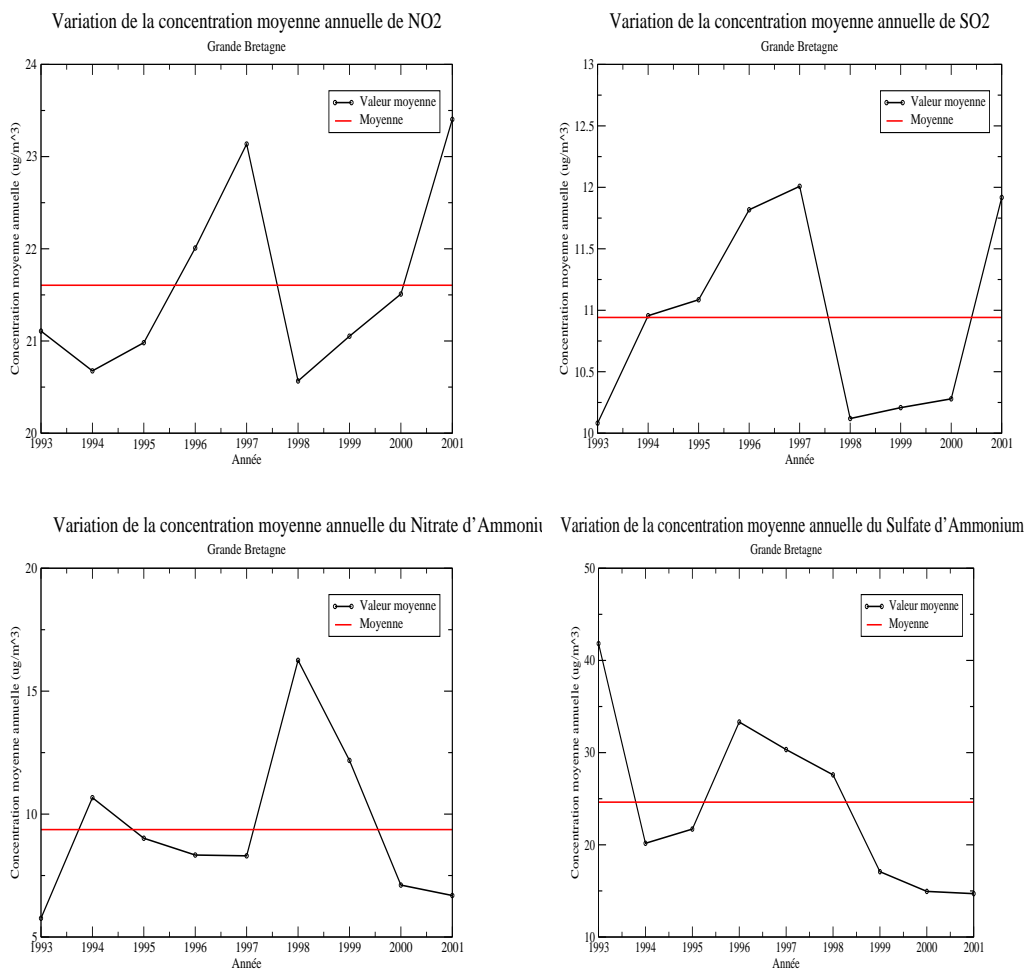 Variation de la concentration moyenne annuelle de NO2
Grande Bretagne
Concentration moyenne annuelle (ug/m^3)
24
23
22
21
20
Valeur moyenne
Moyenne
1993 1994 1995 1996 1997 1998 1999 2000 2001
Année
Variation de la concentration moyenne annuelle de SO2
Grande Bretagne
Concentration moyenne annuelle (ug/m^3)
13
12.5
12
11.5
11
10.5
10
Valeur moyenne
Moyenne
1993 1994 1995 1996 1997 1998 1999 2000 2001
Année
Variation de la concentration moyenne annuelle du Nitrate d'Ammoniu
Grande Bretagne
Concentration moyenne annuelle (ug/m^3)
20
15
10
5
Valeur moyenne
Moyenne
1993 1994 1995 1996 1997 1998 1999 2000 2001
Année
Variation de la concentration moyenne annuelle du Sulfate d'Ammonium
Grande Bretagne
Concentration moyenne annuelle (ug/m^3)
50
40
30
20
10
Valeur moyenne
Moyenne
1993 1994 1995 1996 1997 1998 1999 2000 2001
Année